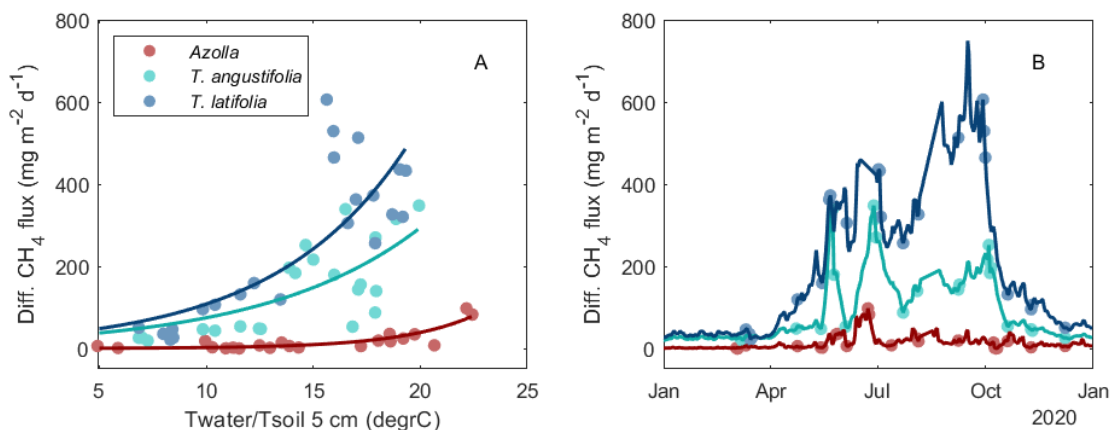 800
600
400
200
0
Diff. CH4 flux (mg m-2 d-1)
Azolla
T. angustifolia
T. latifolia
A
5
10
15
20
25
Twater/Tsoil 5 cm (degrC)
800
600
400
200
0
Diff. CH4 flux (mg m-2 d-1)
B
Jan
Apr
Jul
Oct
Jan
2020